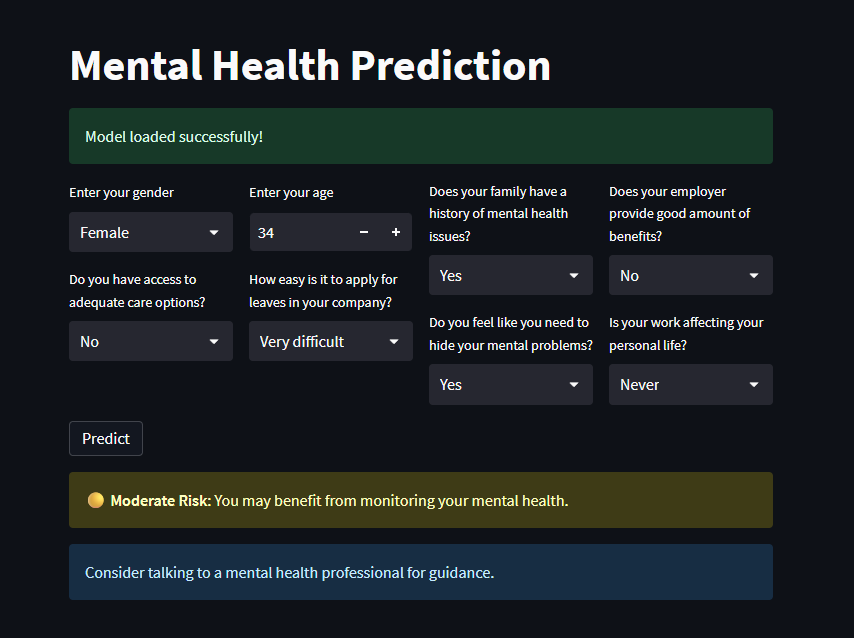 Mental Health Prediction
Model loaded successfully!
Enter your gender
Female
Enter your age
34
Does your family have a
history of mental health
issues?
Yes
Does your employer
provide good amount of
benefits?
No
Do you have access to
adequate care options?
No
How easy is it to apply for
leaves in your company?
Very difficult
Do you feel like you need to
hide your mental problems?
Yes
Is your work affecting your
personal life?
Never
Predict
Moderate Risk: You may benefit from monitoring your mental health.
Consider talking to a mental health professional for guidance.